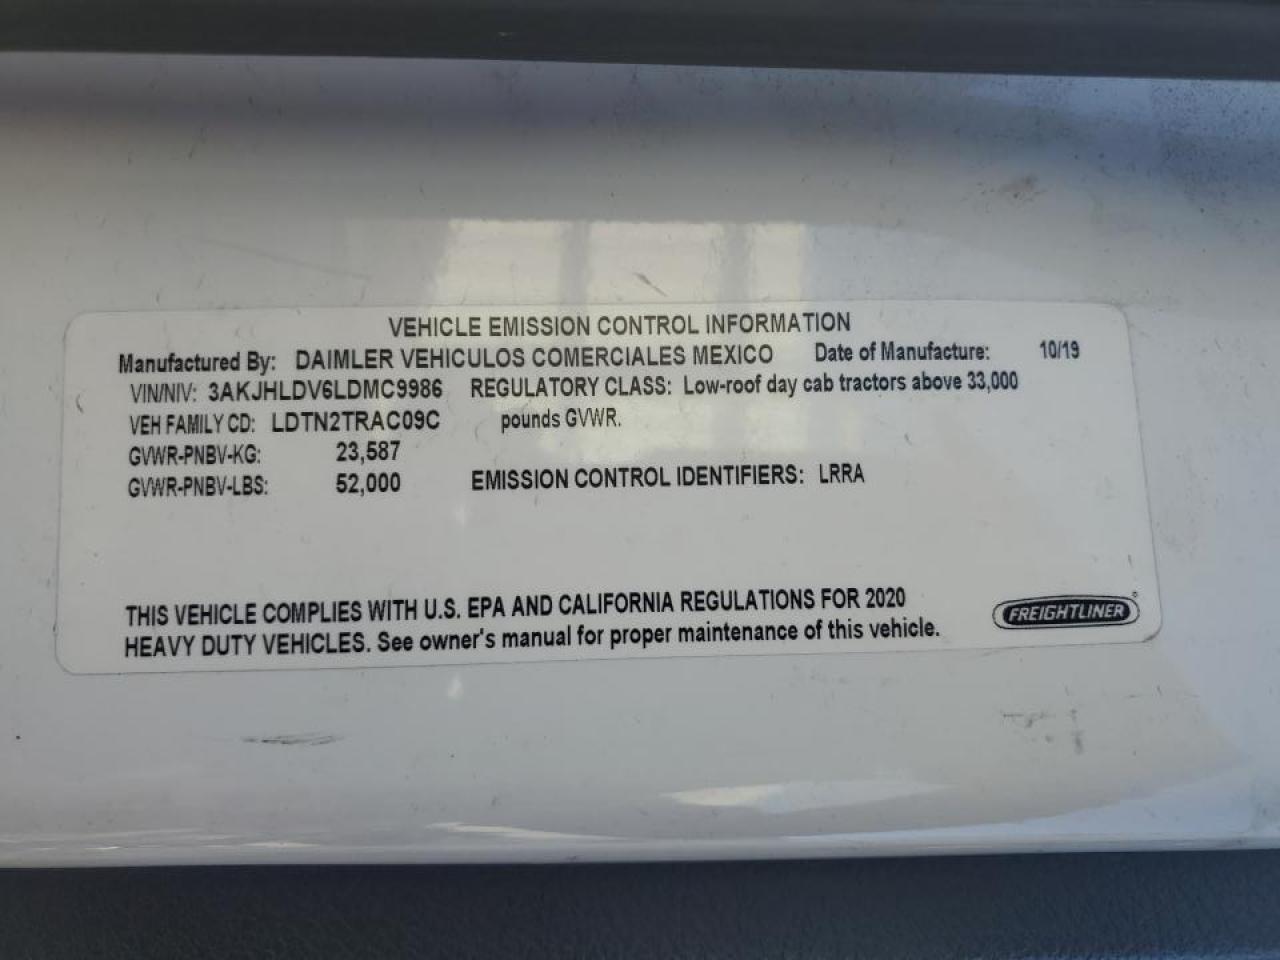 VEHICLE EMISSION CONTROL INFORMATION
Manufactured By: DAIMLER VEHICULOS COMERCIALES MEXICO Date of Manufacture: 10/19
VIN/NIV: 3AKJHLDV6LDMC9986 REGULATORY CLASS: Low-roof day cab tractors above 33,000
VEH FAMILY CD: LDTN2TRAC09C pounds GVWR.
GVWR-PNBV-KG: 23,587
GVWR-PNBV-LBS: 52,000 EMISSION CONTROL IDENTIFIERS: LRRA
THIS VEHICLE COMPLIES WITH U.S. EPA AND CALIFORNIA REGULATIONS FOR 2020
HEAVY DUTY VEHICLES. See owner's manual for proper maintenance of this vehicle.
FREIGHTLINER